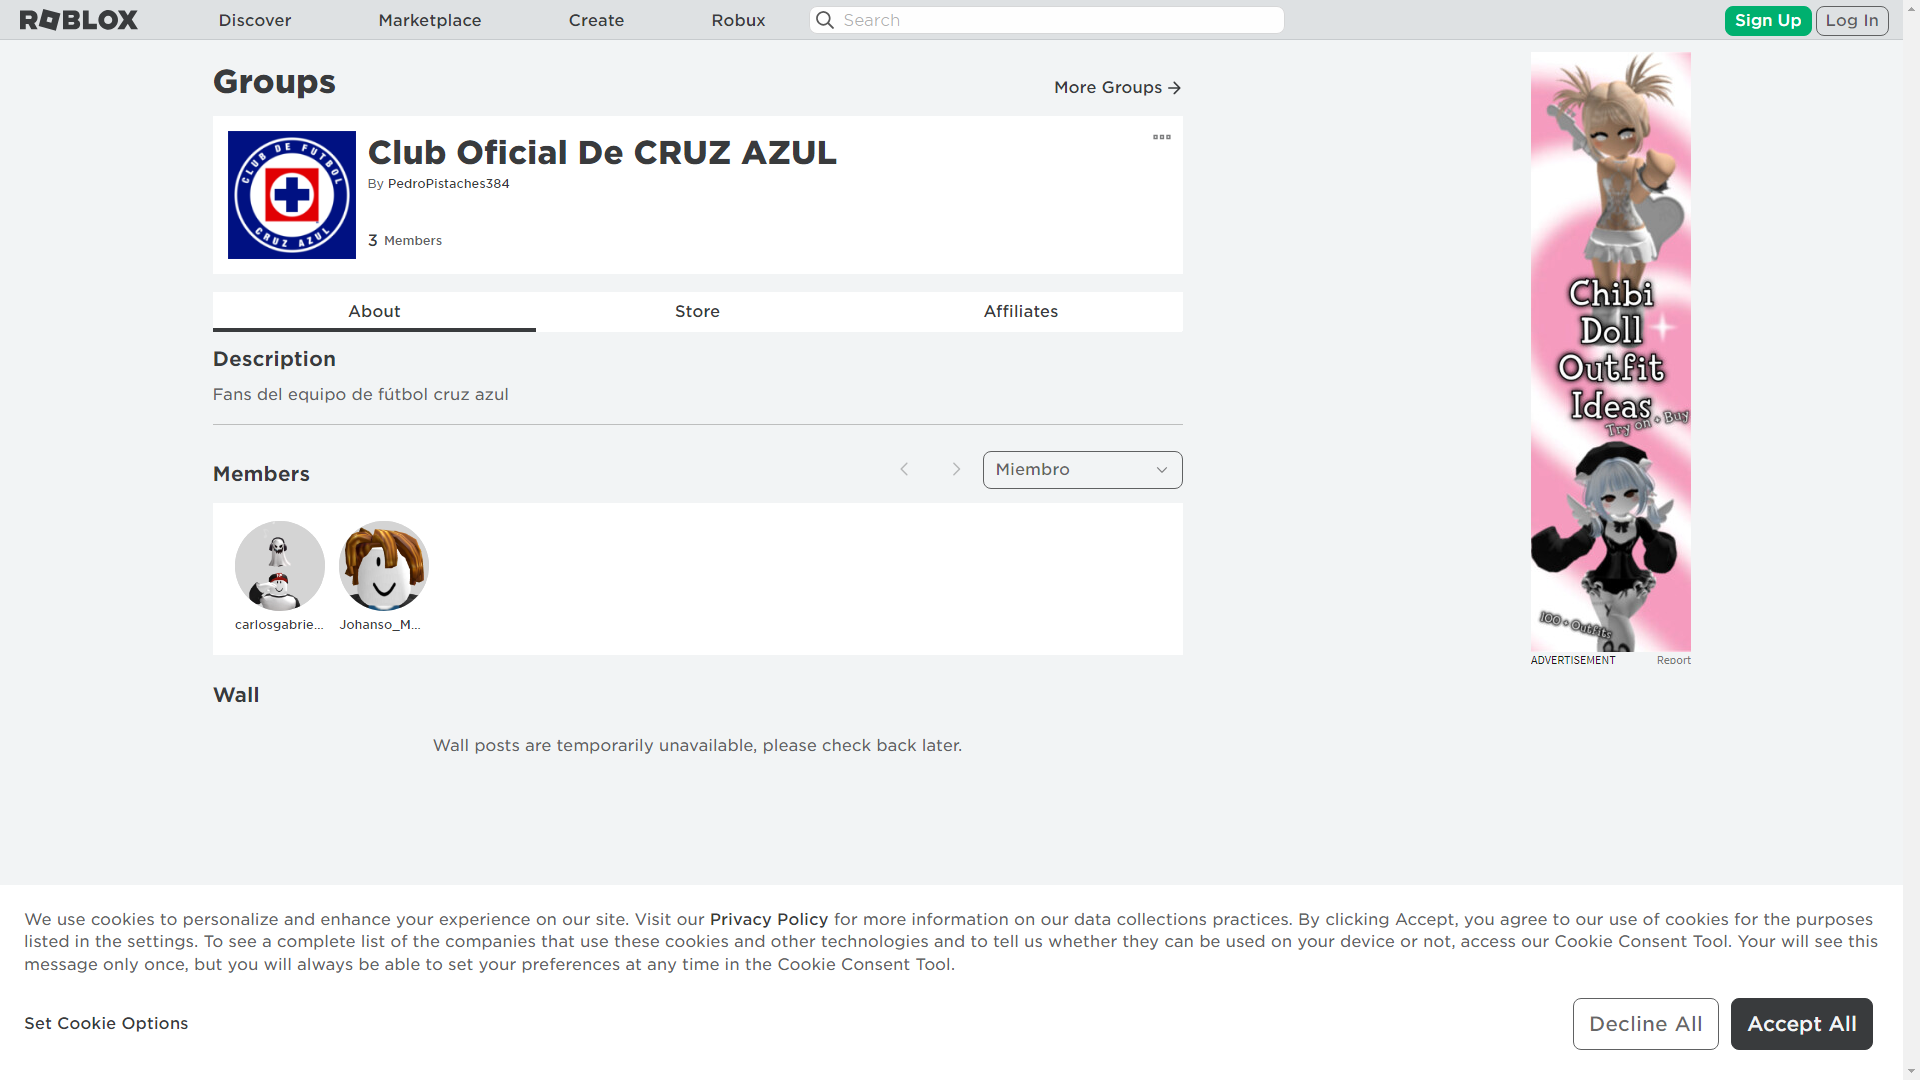 ROBLOX Discover Marketplace Create Robux Search Sign Up Log In
Groups
More Groups
CLUB DE FUTBOL
CRUZ AZUL
Club Oficial De CRUZ AZUL
By PedroPistaches384
3 Members
About Store Affiliates
Description
Fans del equipo de fútbol cruz azul
Members
Miembro
carlosgabrie... Johanso_M...
Wall
Wall posts are temporarily unavailable, please check back later.
Chibi
Doll
Outfit
Ideas
Try on + Buy
100 + Outfits
ADVERTISEMENT Report
We use cookies to personalize and enhance your experience on our site. Visit our Privacy Policy for more information on our data collections practices. By clicking Accept, you agree to our use of cookies for the purposes
listed in the settings. To see a complete list of the companies that use these cookies and other technologies and to tell us whether they can be used on your device or not, access our Cookie Consent Tool. Your will see this
message only once, but you will always be able to set your preferences at any time in the Cookie Consent Tool.
Set Cookie Options
Decline All
Accept All